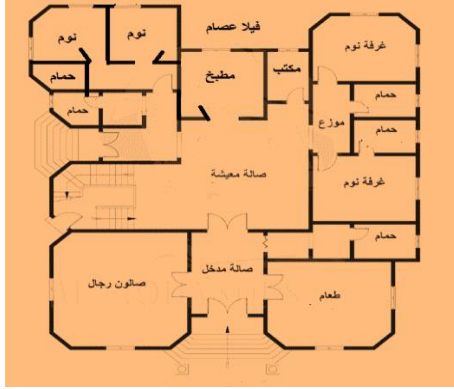 فيلا عصام
نوم
نوم
غرفة نوم
مطبخ
مكتب
حمام
حمام
حمام
موزع
حمام
صالة معيشة
غرفة نوم
حمام
صالة مدخل
صالون رجال
طعام